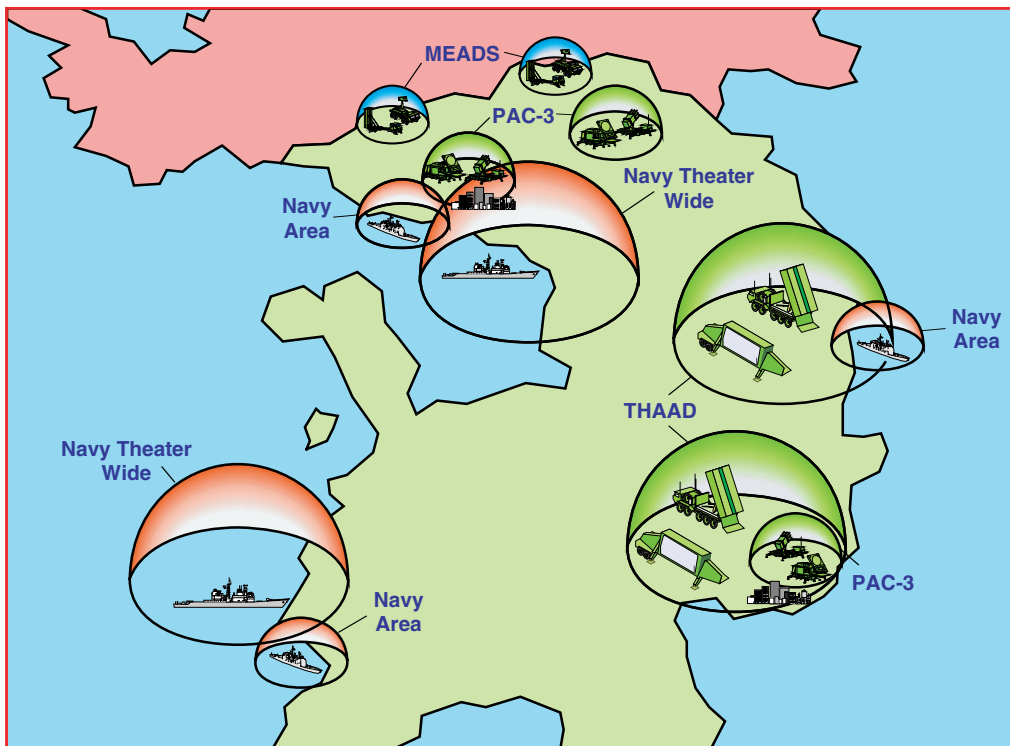 MEADS
PAC-3
Navy Theater
Wide
Navy
Area
Navy
Area
THAAD
Navy Theater
Wide
PAC-3
Navy
Area